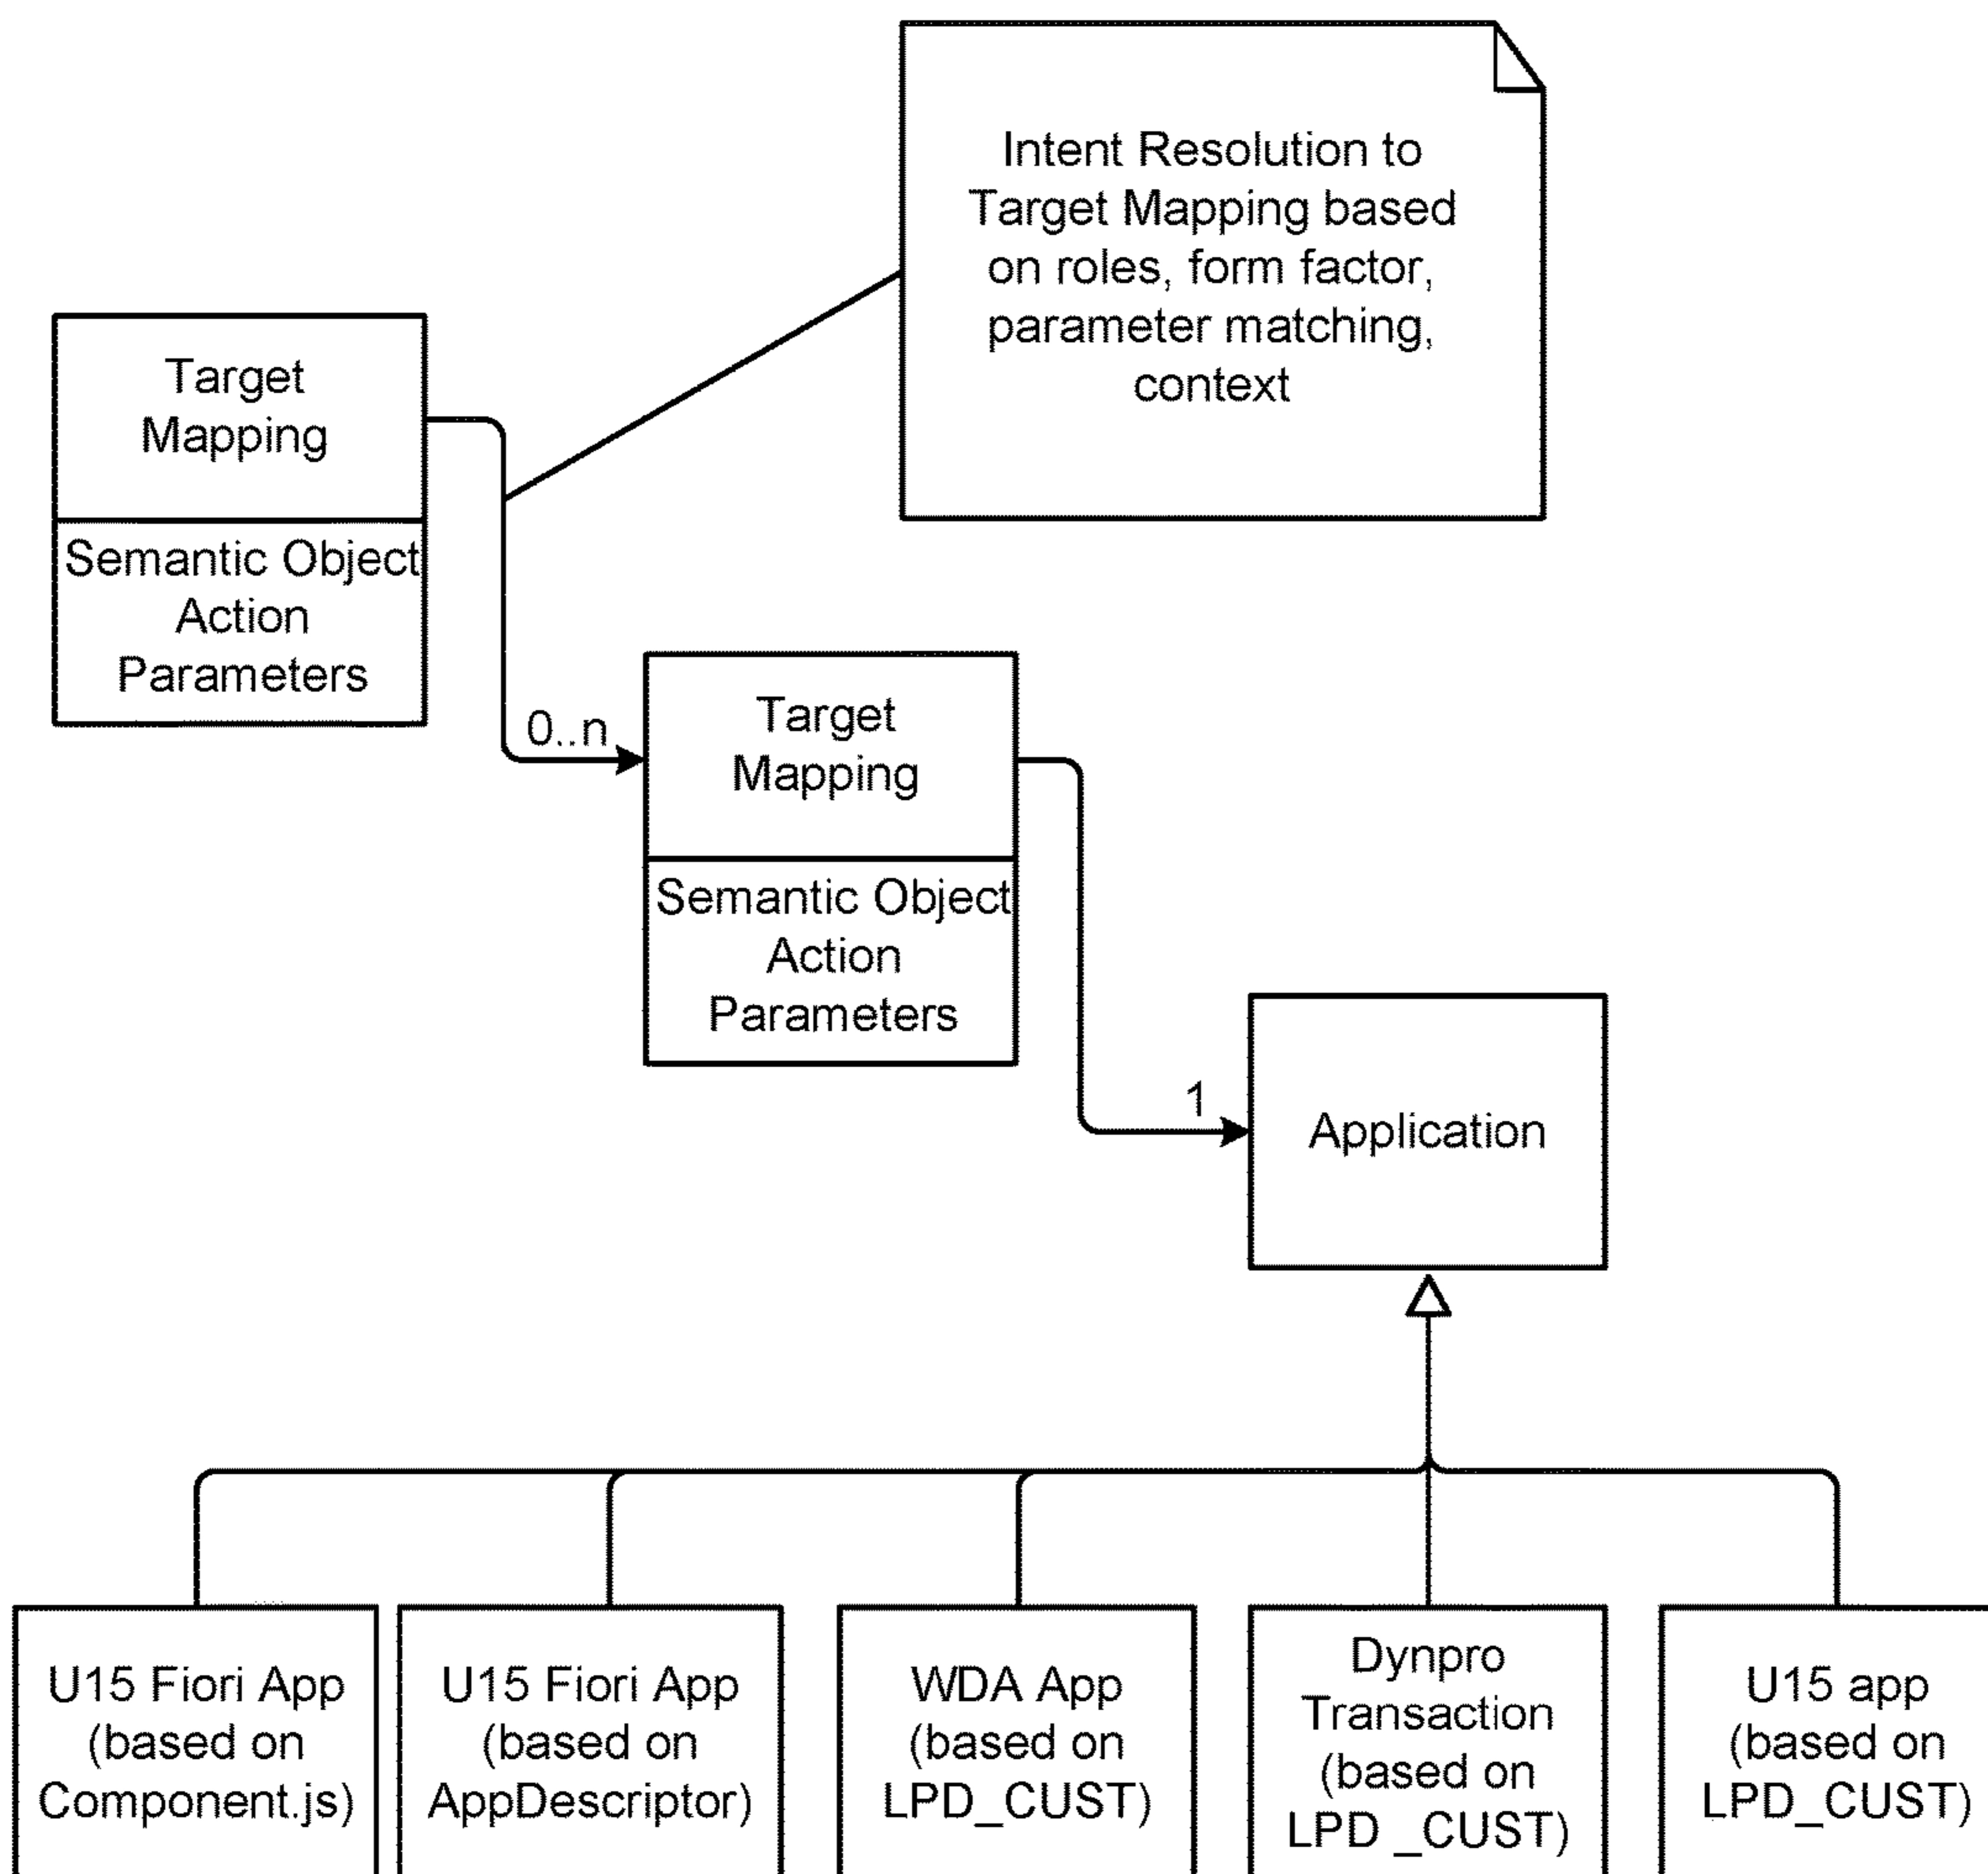 Intent Resolution to
Target Mapping based
on roles, form factor,
parameter matching,
context
Target
Mapping
Semantic Object
Action
Parameters
0..n
Target
Mapping
Semantic Object
Action
Parameters
1
Application
U15 Fiori App
(based on
Component.js)
U15 Fiori App
(based on
AppDescriptor)
WDA App
(based on
LPD_CUST)
Dynpro
Transaction
(based on
LPD _CUST)
U15 app
(based on
LPD_CUST)